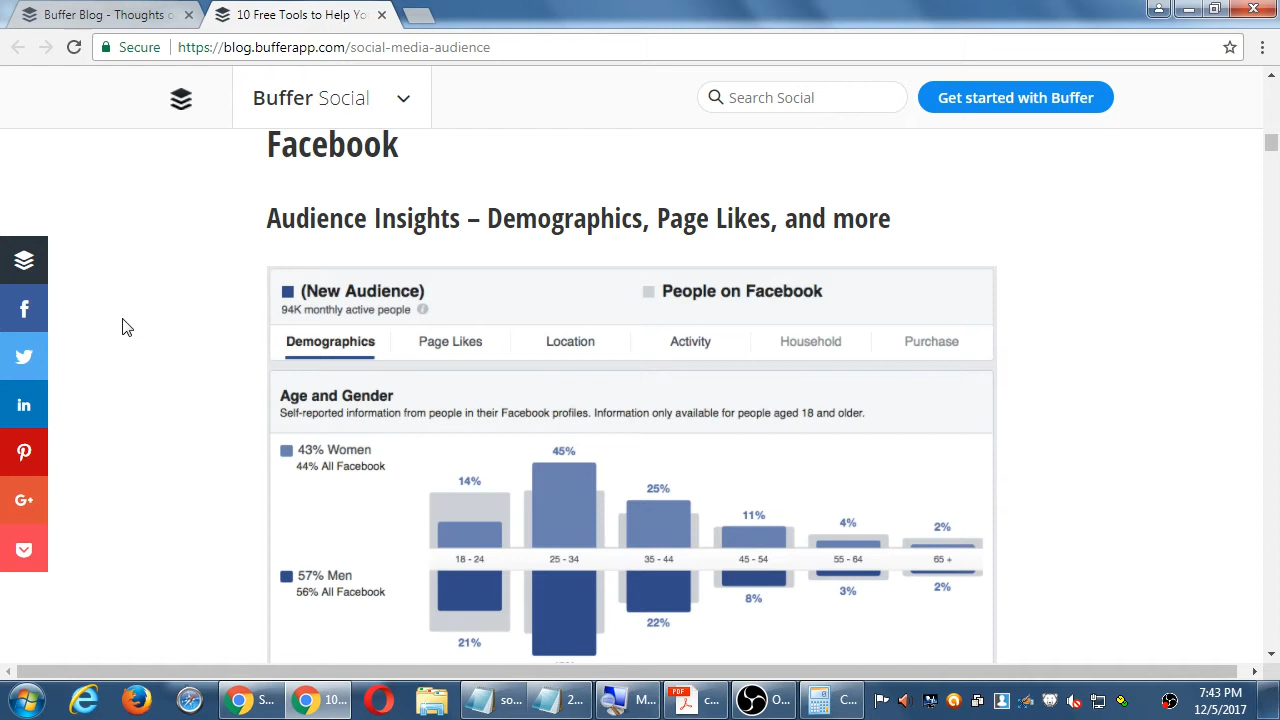 Buffer Blog - Thoughts o
10 Free Tools to Help Yo
Secure
https://blog.bufferapp.com/social-media-audience
Buffer Social
Search Social
Get started with Buffer
Facebook
Audience Insights – Demographics, Page Likes, and more
(New Audience)
People on Facebook
94K monthly active people
Demographics
Page Likes
Location
Activity
Household
Purchase
Age and Gender
Self-reported information from people in their Facebook profiles. Information only available for people aged 18 and older.
43% Women
44% All Facebook
14%
45%
25%
11%
4%
2%
18 - 24
25 - 34
35 - 44
45 - 54
55 - 64
65 +
57% Men
56% All Facebook
21%
22%
8%
3%
2%
S...
10...
so...
2...
M...
PDF
c...
O...
C...
7:43 PM
12/5/2017